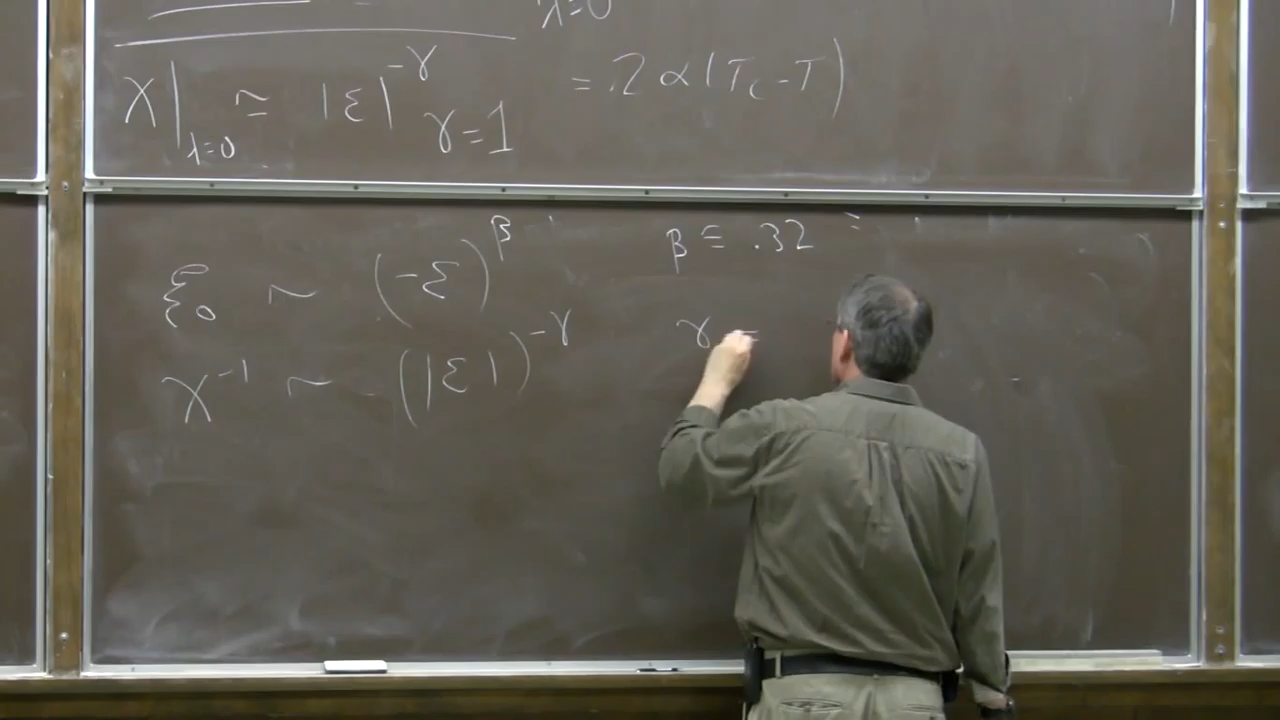 λ=0
χ|λ=0 ≃ |ε|^-γ γ=1 = 2α(Tc-T)
ξ₀ ~ (-ε)^β β ≅ .32
χ^-1 ~ (|ε|)^-γ γ